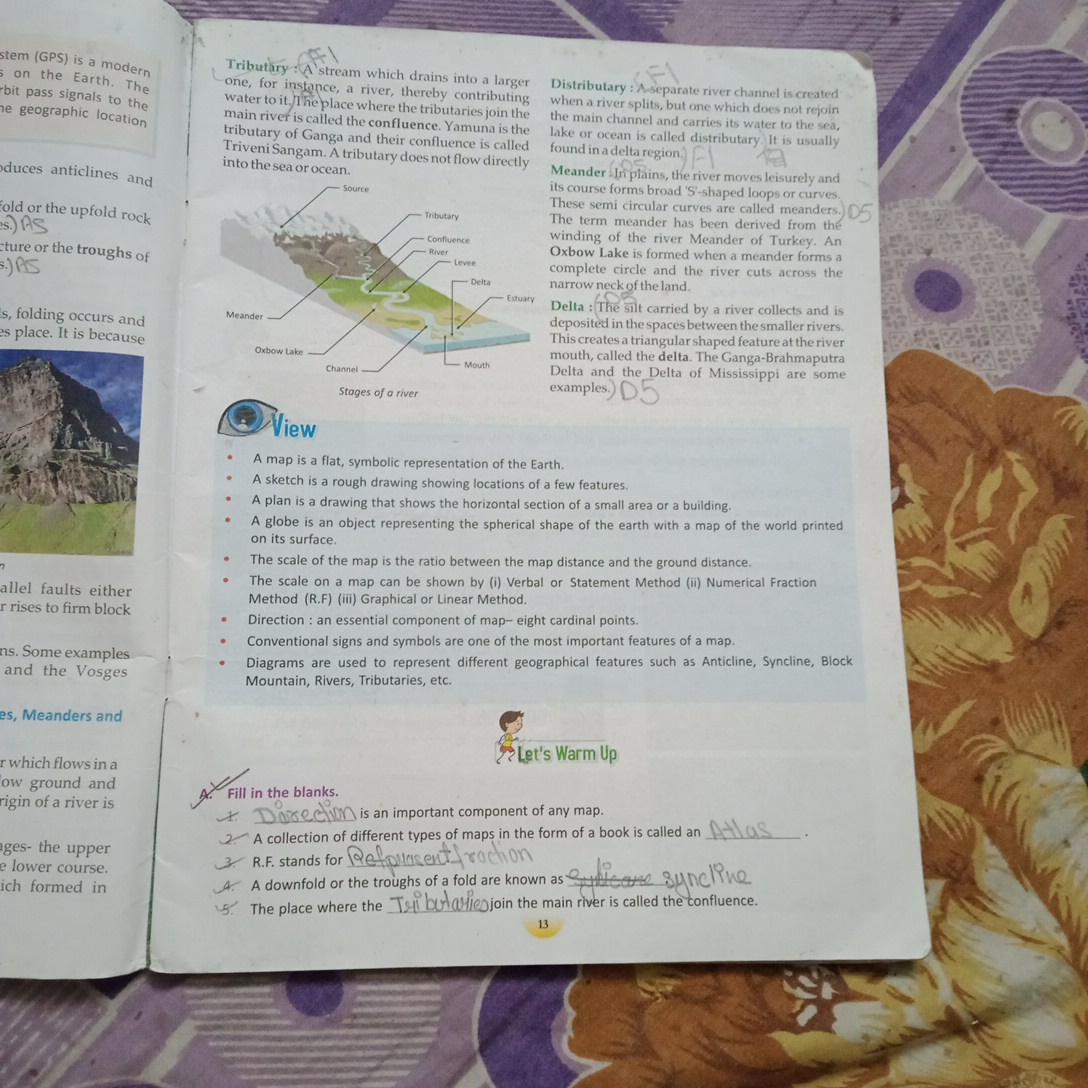 stem (GPS) is a modern
s on the Earth. The
rbit pass signals to the
ne geographic location
oduces anticlines and
fold or the upfold rock
es.) AS
cture or the troughs of
s.) AS
s, folding occurs and
es place. It is because
n
allel faults either
r rises to firm block
ns. Some examples
and the Vosges
es, Meanders and
r which flows in a
low ground and
rigin of a river is
ages- the upper
e lower course.
ich formed in
Tributary : A stream which drains into a larger
one, for instance, a river, thereby contributing
water to it. The place where the tributaries join the
main river is called the confluence. Yamuna is the
tributary of Ganga and their confluence is called
Triveni Sangam. A tributary does not flow directly
into the sea or ocean.
Source
Tributary
Confluence
River
Levee
Delta
Estuary
Meander
Oxbow Lake
Channel
Mouth
Stages of a river
Distributary : A separate river channel is created
when a river splits, but one which does not rejoin
the main channel and carries its water to the sea,
lake or ocean is called distributary. It is usually
found in a delta region.) F1
Meander : In plains, the river moves leisurely and
its course forms broad 'S'-shaped loops or curves.
These semi circular curves are called meanders.) D5
The term meander has been derived from the
winding of the river Meander of Turkey. An
Oxbow Lake is formed when a meander forms a
complete circle and the river cuts across the
narrow neck of the land.
Delta : (The silt carried by a river collects and is
deposited in the spaces between the smaller rivers.
This creates a triangular shaped feature at the river
mouth, called the delta. The Ganga-Brahmaputra
Delta and the Delta of Mississippi are some
examples.) D5
View
• A map is a flat, symbolic representation of the Earth.
• A sketch is a rough drawing showing locations of a few features.
• A plan is a drawing that shows the horizontal section of a small area or a building.
• A globe is an object representing the spherical shape of the earth with a map of the world printed
on its surface.
• The scale of the map is the ratio between the map distance and the ground distance.
• The scale on a map can be shown by (i) Verbal or Statement Method (ii) Numerical Fraction
Method (R.F) (iii) Graphical or Linear Method.
• Direction : an essential component of map– eight cardinal points.
• Conventional signs and symbols are one of the most important features of a map.
• Diagrams are used to represent different geographical features such as Anticline, Syncline, Block
Mountain, Rivers, Tributaries, etc.
Let's Warm Up
A. Fill in the blanks.
1. Direction is an important component of any map.
2. A collection of different types of maps in the form of a book is called an Atlas .
3. R.F. stands for
4. A downfold or the troughs of a fold are known as syncline
5. The place where the Tributaries join the main river is called the confluence.
13